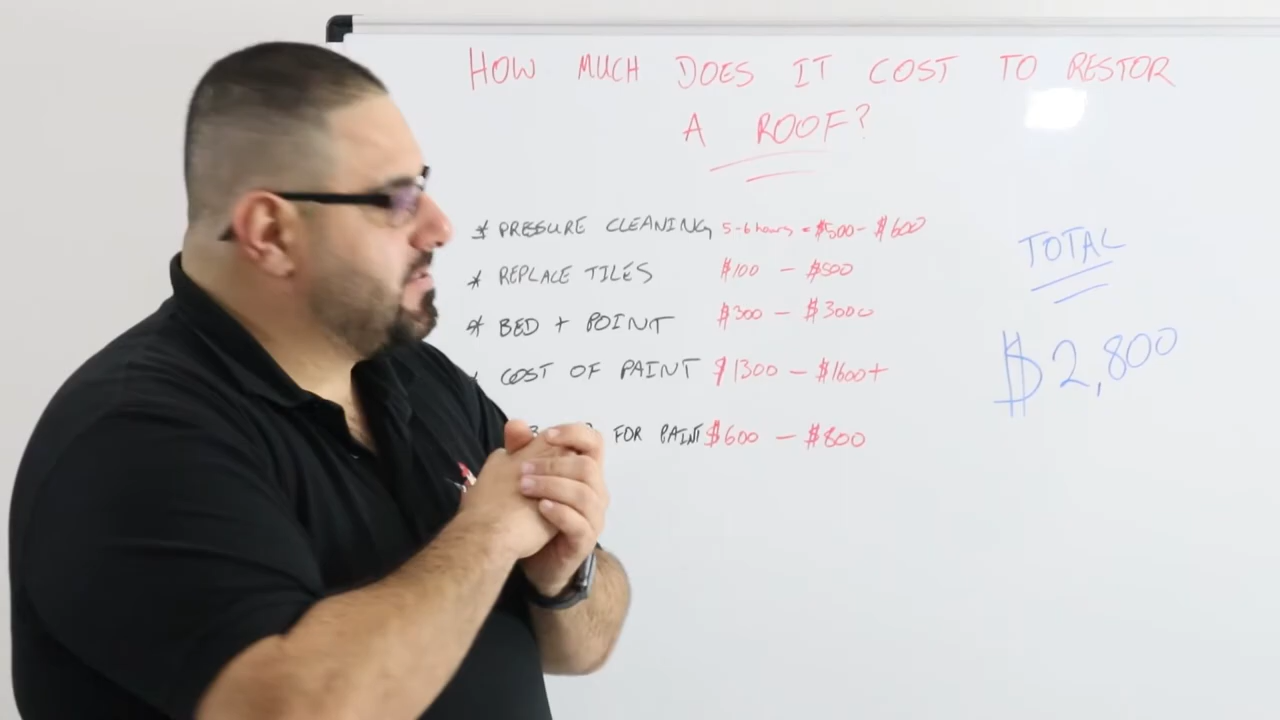 HOW MUCH DOES IT COST TO RESTOR
A ROOF?
* PRESSURE CLEANING 5-6 hours = $500 - $600
* REPLACE TILES $100 - $500
* BED + POINT $300 - $3000
COST OF PAINT $1300 - $1600+
FOR PAINT $600 - $800
TOTAL
$2,800